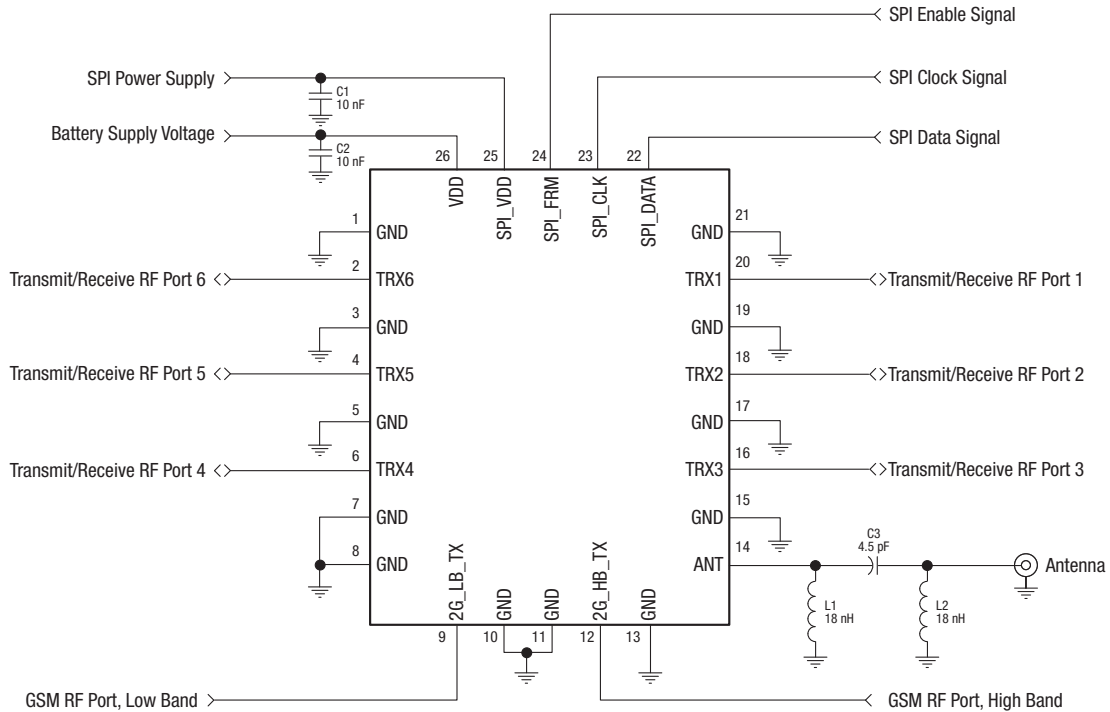 SPI Enable Signal
SPI Power Supply
SPI Clock Signal
C1
10 nF
Battery Supply Voltage
SPI Data Signal
C2
10 nF
26
25
24
23
22
VDD
SPI_VDD
SPI_FRM
SPI_CLK
SPI_DATA
1
GND
21
GND
Transmit/Receive RF Port 6
2
TRX6
20
TRX1
Transmit/Receive RF Port 1
3
GND
19
GND
Transmit/Receive RF Port 5
4
TRX5
18
TRX2
Transmit/Receive RF Port 2
5
GND
17
GND
Transmit/Receive RF Port 4
6
TRX4
16
TRX3
Transmit/Receive RF Port 3
7
GND
15
GND
8
GND
14
ANT
C3
4.5 pF
Antenna
L1
18 nH
L2
18 nH
2G_LB_TX
GND
GND
2G_HB_TX
GND
9
10
11
12
13
GSM RF Port, Low Band
GSM RF Port, High Band